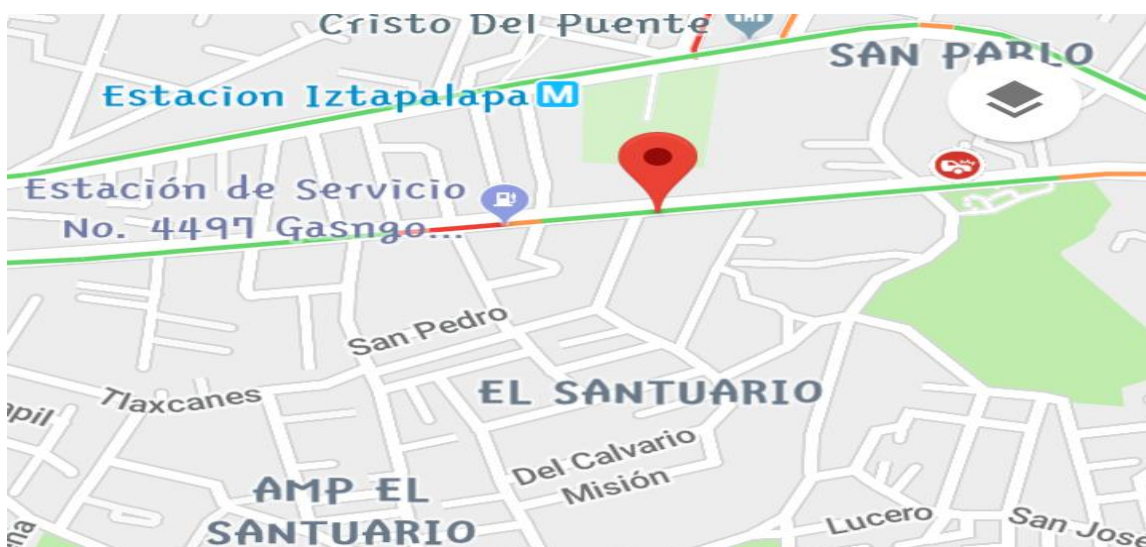 Cristo Del Puente
SAN PABLO
Estacion Iztapalapa M
Estación de Servicio
No. 4497 Gasngo...
San Pedro
Tlaxcanes
EL SANTUARIO
Del Calvario
Misión
AMP EL
SANTUARIO
Lucero
San Jose